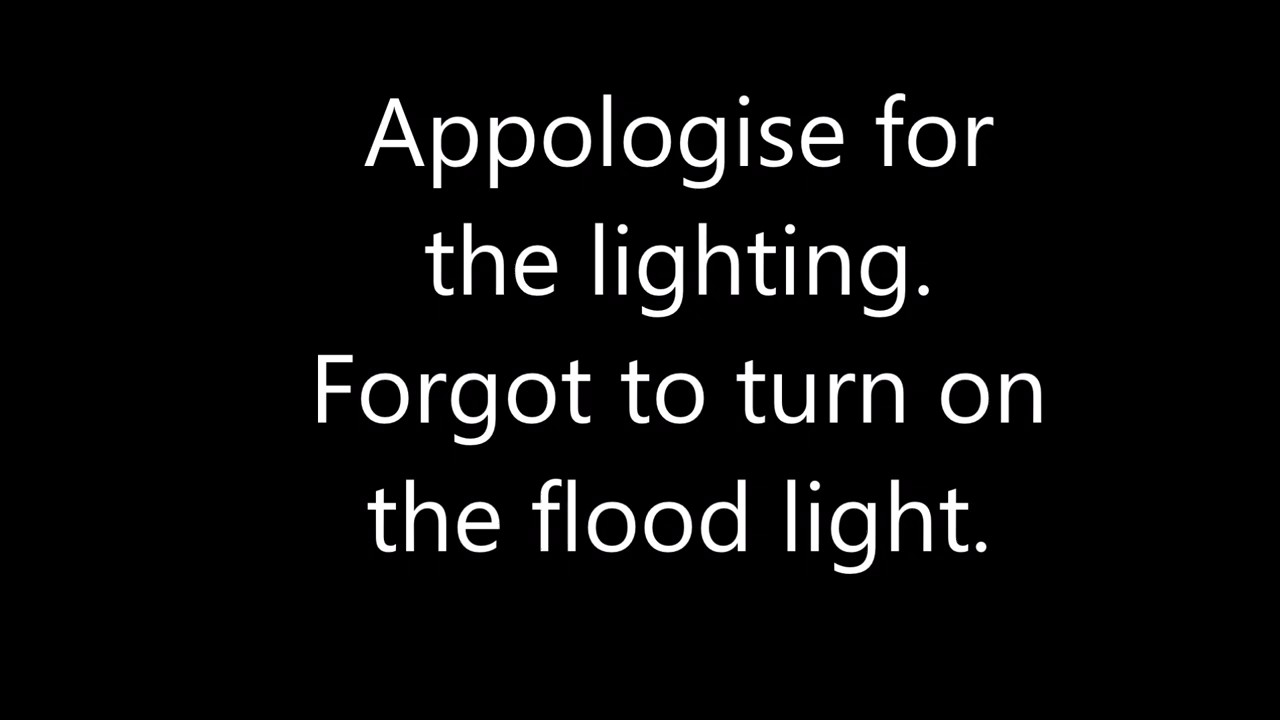 Appologise for
the lighting.
Forgot to turn on
the flood light.